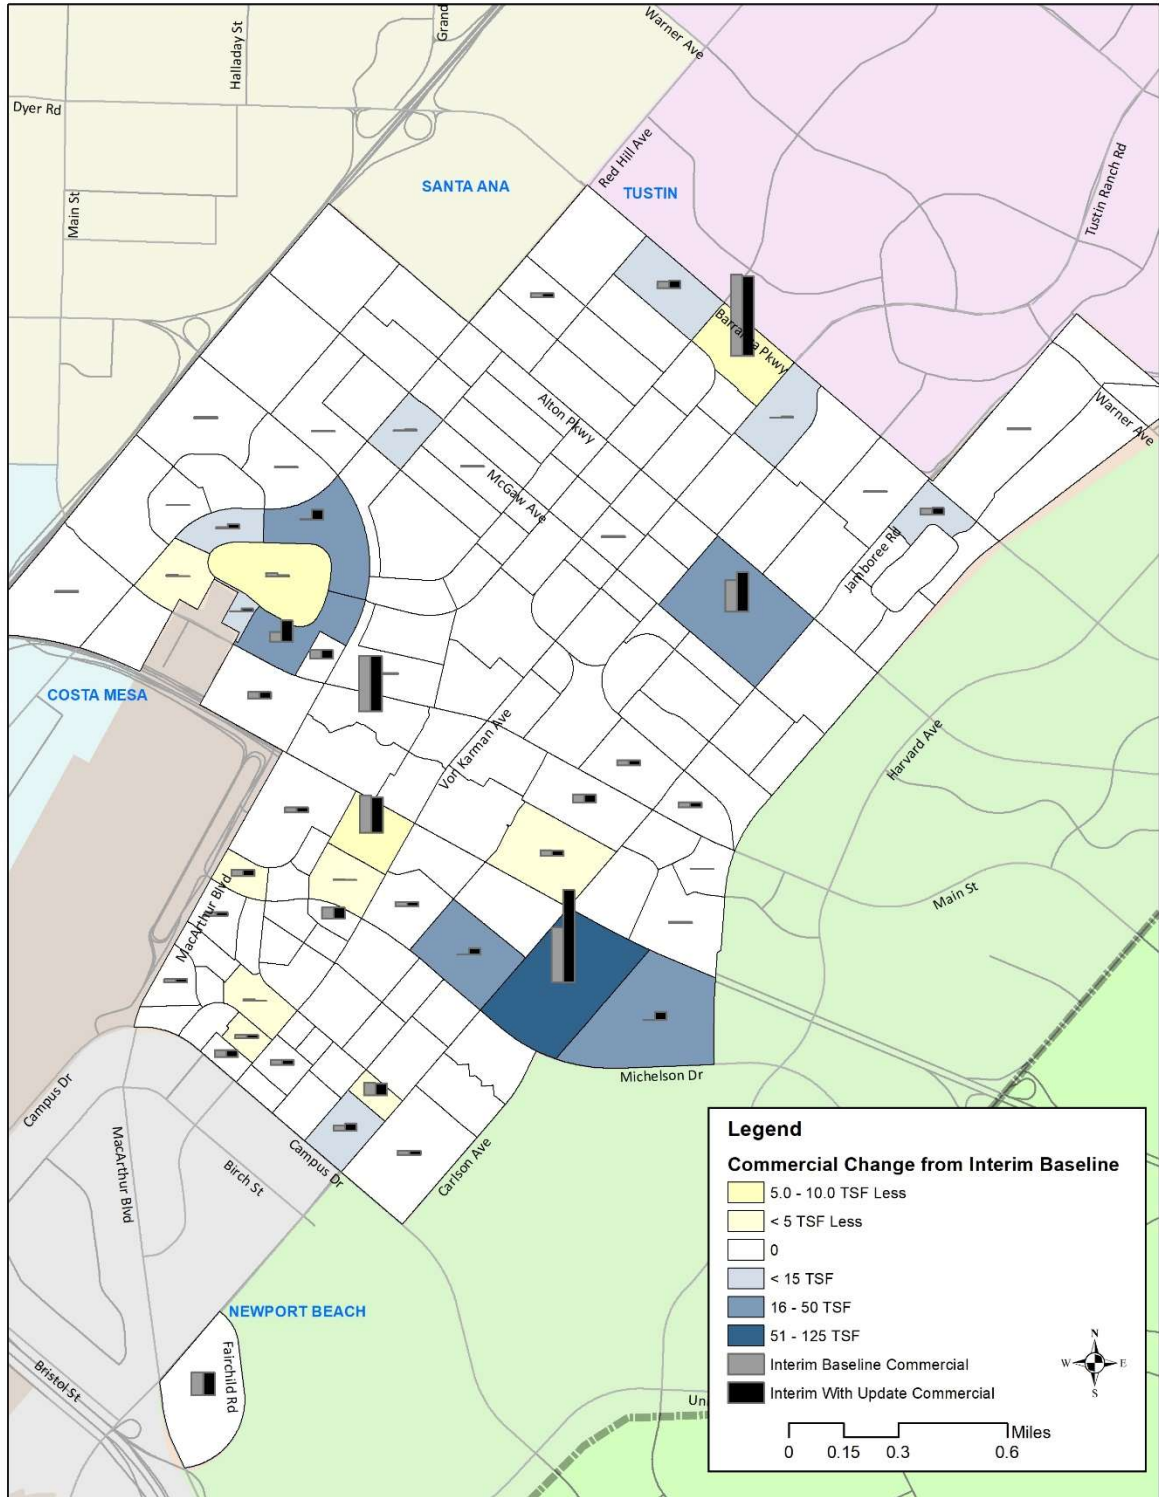 Halladay St
Grand
Warner Ave
Dyer Rd
Red Hill Ave
Tustin Ranch Rd
SANTA ANA
TUSTIN
Main St
Barranca Pkwy
Alton Pkwy
Warner Ave
McGaw Ave
Jamboree Rd
COSTA MESA
Von Karman Ave
Harvard Ave
MacArthur Blvd
Main St
Michelson Dr
Campus Dr
MacArthur Blvd
Birch St
Campus Dr
Carlson Ave
NEWPORT BEACH
Fairchild Rd
Bristol St
Legend
Commercial Change from Interim Baseline
5.0 - 10.0 TSF Less
< 5 TSF Less
0
< 15 TSF
16 - 50 TSF
51 - 125 TSF
Interim Baseline Commercial
Interim With Update Commercial
N
W E
S
Miles
0 0.15 0.3 0.6